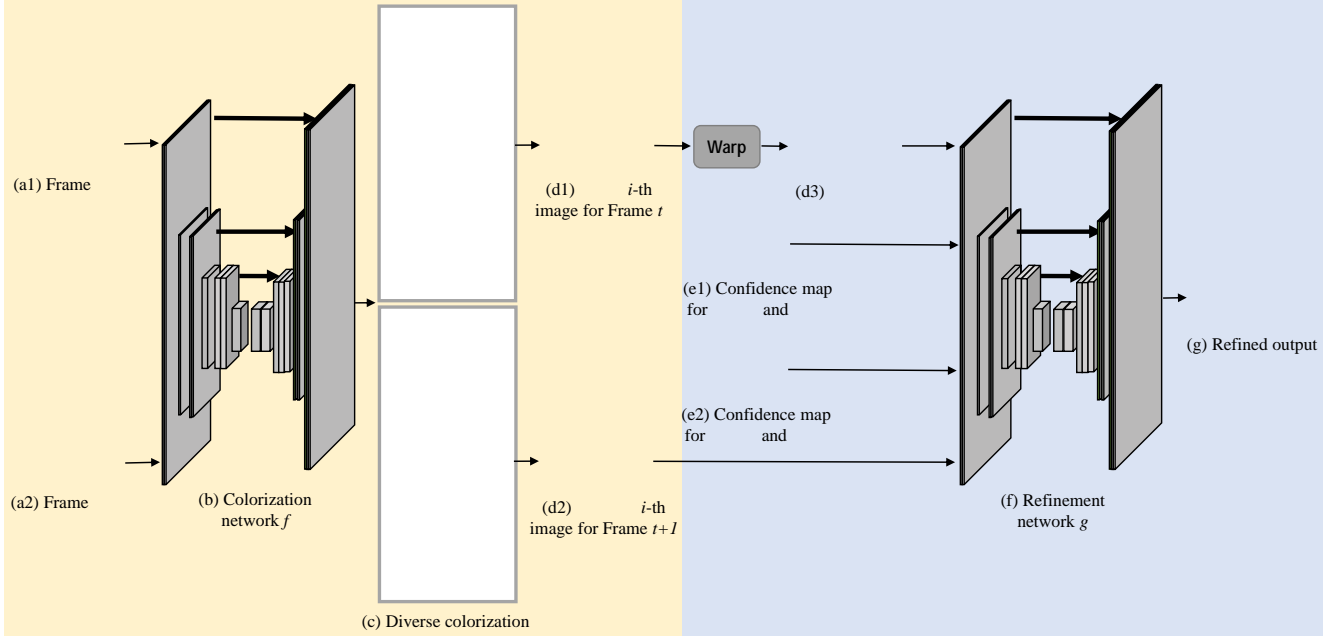 Warp
(a1) Frame
(d1) i-th
image for Frame t
(d3)
(e1) Confidence map
for and
(g) Refined output
(e2) Confidence map
for and
(a2) Frame
(b) Colorization
network f
(d2) i-th
image for Frame t+1
(f) Refinement
network g
(c) Diverse colorization